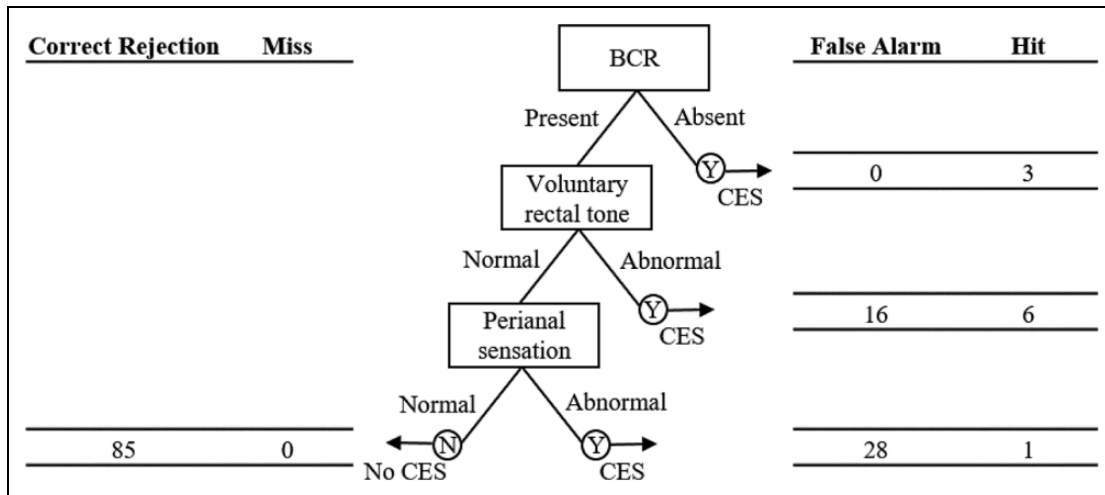 Correct Rejection Miss
BCR
False Alarm Hit
Present
Absent
Y
CES
0 3
Voluntary
rectal tone
Normal
Abnormal
Y
CES
16 6
Perianal
sensation
Normal
Abnormal
85 0
N
No CES
Y
CES
28 1